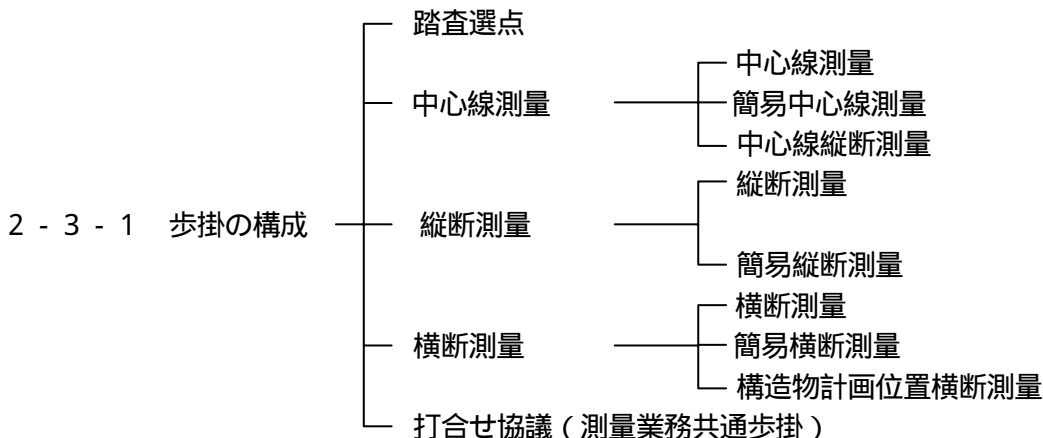 踏査選点
中心線測量
中心線測量
簡易中心線測量
中心線縦断測量
2-3-1 歩掛の構成
縦断測量
縦断測量
簡易縦断測量
横断測量
横断測量
簡易横断測量
構造物計画位置横断測量
打合せ協議(測量業務共通歩掛)